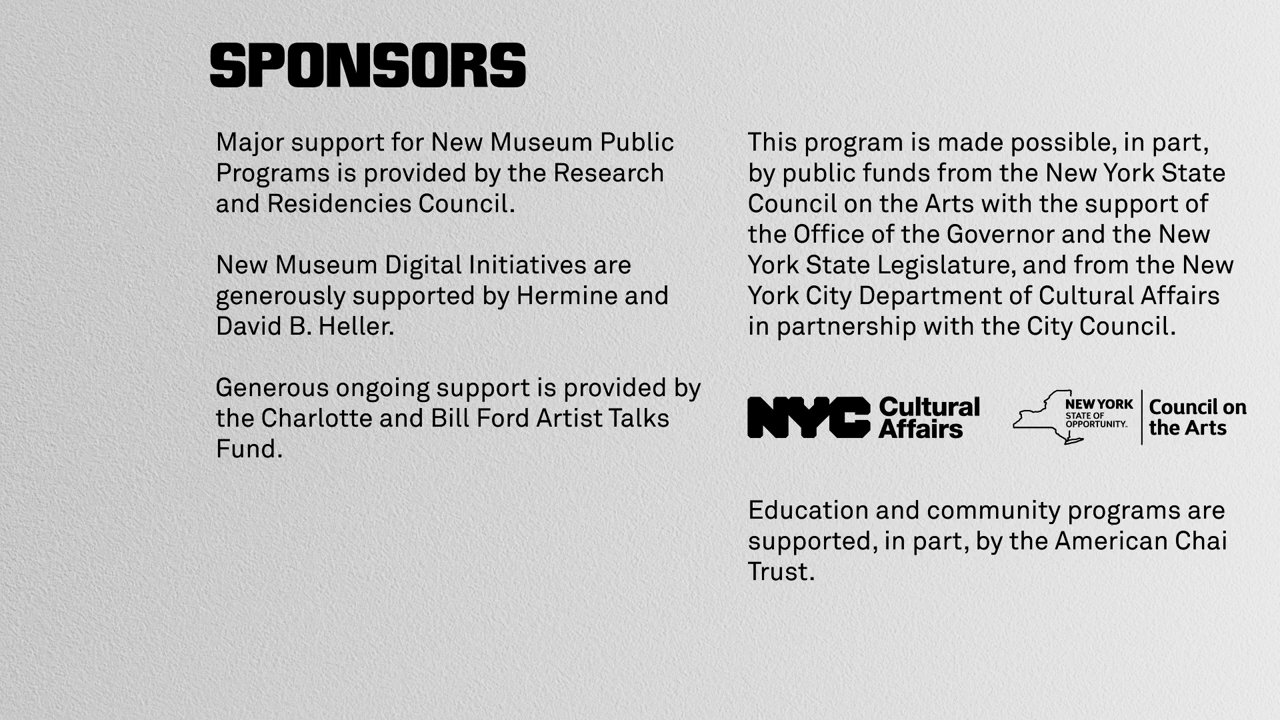 SPONSORS
Major support for New Museum Public
Programs is provided by the Research
and Residencies Council.
New Museum Digital Initiatives are
generously supported by Hermine and
David B. Heller.
Generous ongoing support is provided by
the Charlotte and Bill Ford Artist Talks
Fund.
This program is made possible, in part,
by public funds from the New York State
Council on the Arts with the support of
the Office of the Governor and the New
York State Legislature, and from the New
York City Department of Cultural Affairs
in partnership with the City Council.
NYC Cultural
Affairs
NEW YORK
STATE OF
OPPORTUNITY.
Council on
the Arts
Education and community programs are
supported, in part, by the American Chai
Trust.